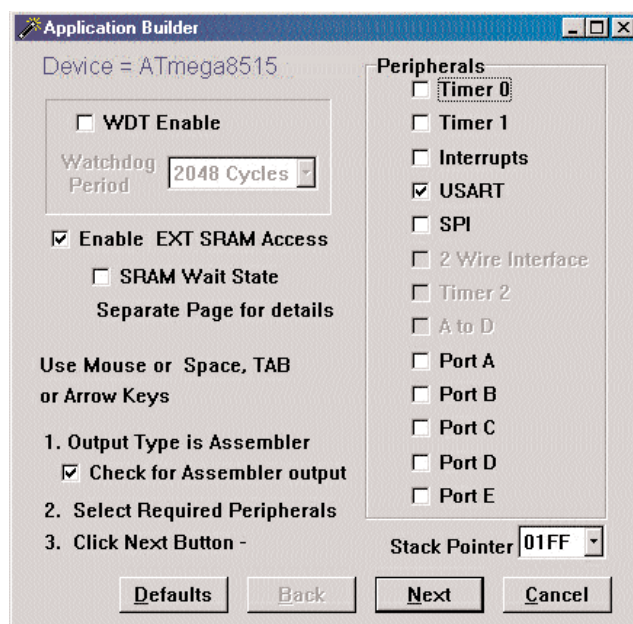 Application Builder
Device = ATmega8515
WDT Enable
Watchdog
Period
2048 Cycles
Enable EXT SRAM Access
SRAM Wait State
Separate Page for details
Use Mouse or Space, TAB
or Arrow Keys
1. Output Type is Assembler
Check for Assembler output
2. Select Required Peripherals
3. Click Next Button -
Peripherals
Timer 0
Timer 1
Interrupts
USART
SPI
2 Wire Interface
Timer 2
A to D
Port A
Port B
Port C
Port D
Port E
Stack Pointer 01FF
Defaults
Back
Next
Cancel